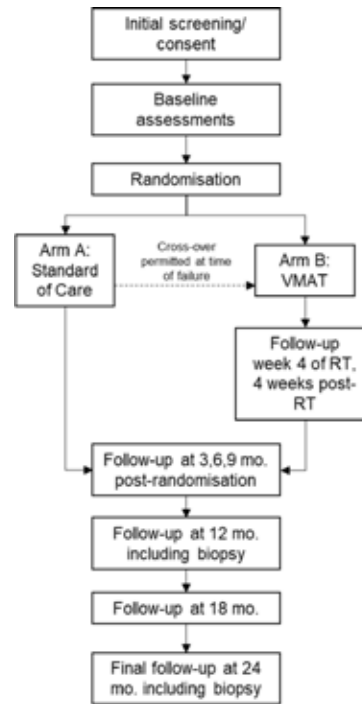 Initial screening/
consent
Baseline
assessments
Randomisation
Arm A:
Standard
of Care
Cross-over
permitted at time
of failure
Arm B:
VMAT
Follow-up
week 4 of RT,
4 weeks post-
RT
Follow-up at 3,6,9 mo.
post-randomisation
Follow-up at 12 mo.
including biopsy
Follow-up at 18 mo.
Final follow-up at 24
mo. including biopsy